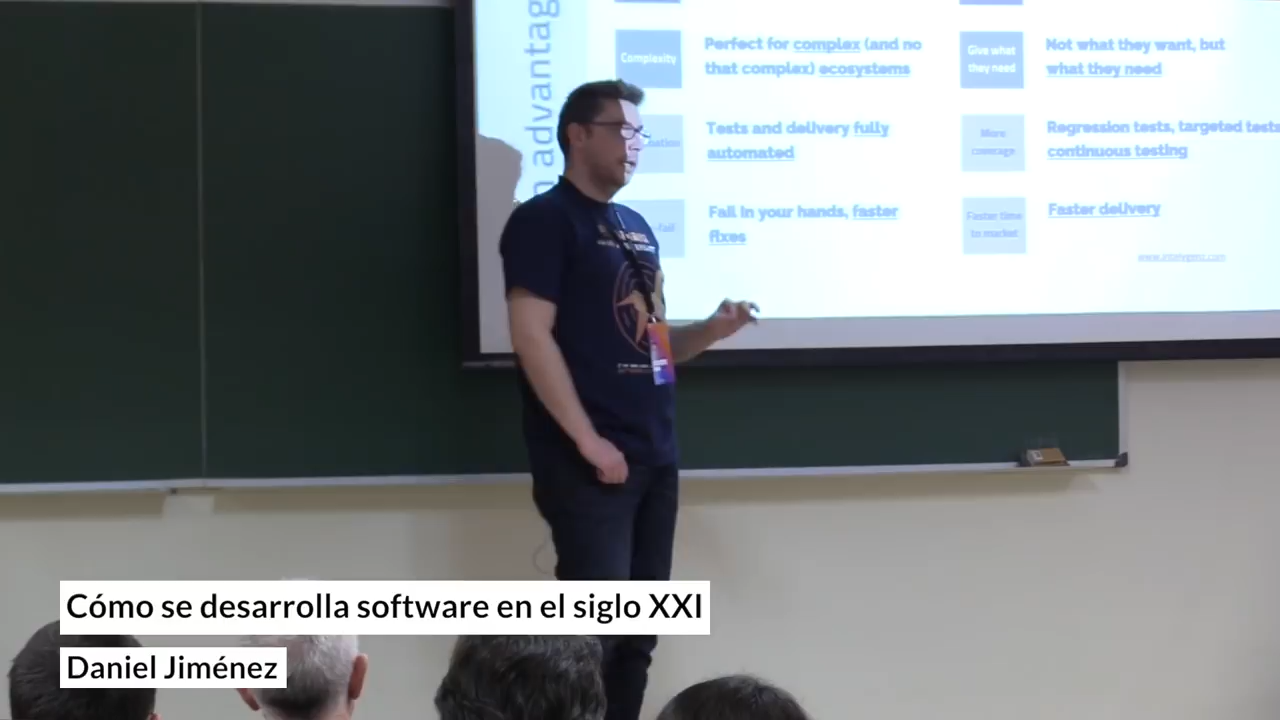 advantag
Complexity
Perfect for complex (and no
that complex) ecosystems
Give what
they need
Not what they want, but
what they need
Tests and delivery fully
automated
More
coverage
Regression tests, targeted tests
continuous testing
-fail
Fail in your hands, faster
fixes
Faster time
to market
Faster delivery
Cómo se desarrolla software en el siglo XXI
Daniel Jiménez